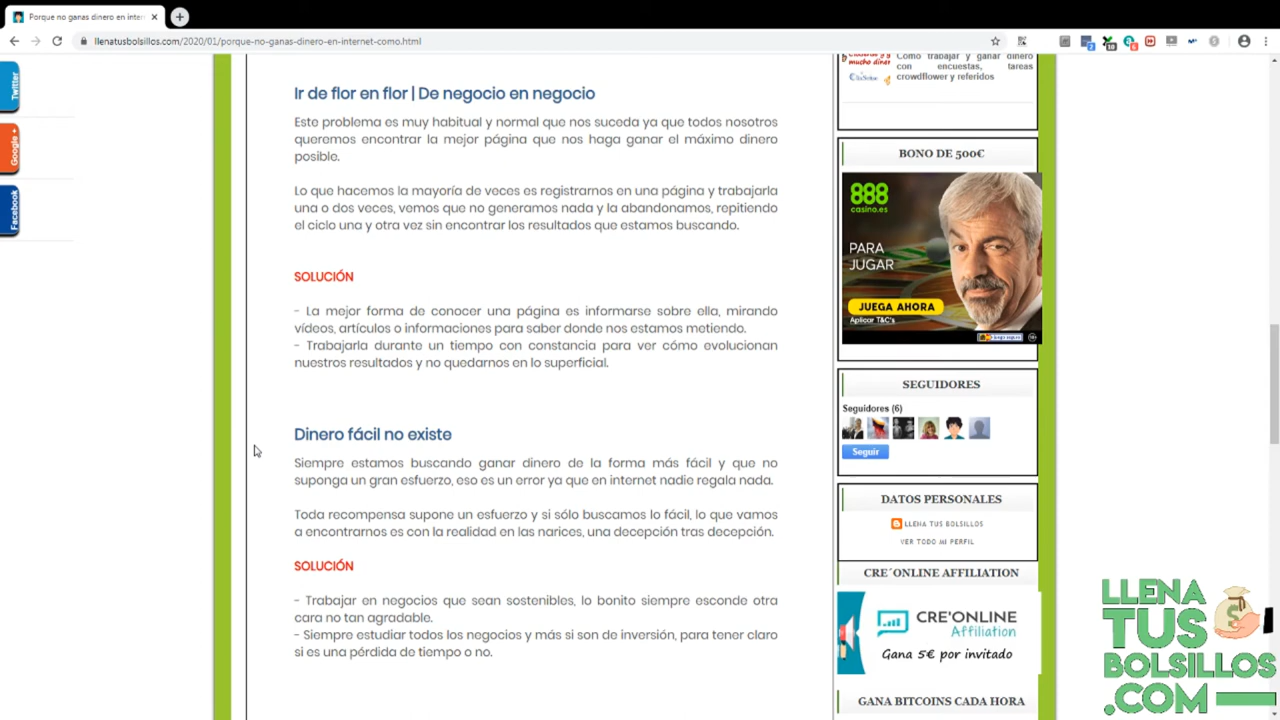 Porque no ganas dinero en inter
llenatusbolsillos.com/2020/01/porque-no-ganas-dinero-en-internet-como.html
Twitter
Google +
Facebook
Ir de flor en flor | De negocio en negocio
Este problema es muy habitual y normal que nos suceda ya que todos nosotros
queremos encontrar la mejor página que nos haga ganar el máximo dinero
posible.
Lo que hacemos la mayoría de veces es registrarnos en una página y trabajarla
una o dos veces, vemos que no generamos nada y la abandonamos, repitiendo
el ciclo una y otra vez sin encontrar los resultados que estamos buscando.
SOLUCIÓN
- La mejor forma de conocer una página es informarse sobre ella, mirando
vídeos, artículos o informaciones para saber donde nos estamos metiendo.
- Trabajarla durante un tiempo con constancia para ver cómo evolucionan
nuestros resultados y no quedarnos en lo superficial.
Dinero fácil no existe
Siempre estamos buscando ganar dinero de la forma más fácil y que no
suponga un gran esfuerzo, eso es un error ya que en internet nadie regala nada.
Toda recompensa supone un esfuerzo y si sólo buscamos lo fácil, lo que vamos
a encontrarnos es con la realidad en las narices, una decepción tras decepción.
SOLUCIÓN
- Trabajar en negocios que sean sostenibles, lo bonito siempre esconde otra
cara no tan agradable.
- Siempre estudiar todos los negocios y más si son de inversión, para tener claro
si es una pérdida de tiempo o no.
mucho diner
Como trabajar y ganar dinero
con encuestas, tareas
crowdflower y referidos
BONO DE 500€
888
casino.es
PARA
JUGAR
JUEGA AHORA
Aplicar T&C's
SEGUIDORES
Seguidores (6)
Seguir
DATOS PERSONALES
LLENA TUS BOLSILLOS
VER TODO MI PERFIL
CRE´ONLINE AFFILIATION
CRE'ONLINE
Affiliation
Gana 5€ por invitado
GANA BITCOINS CADA HORA
LLENA
TUS
BOLSILLOS
.COM